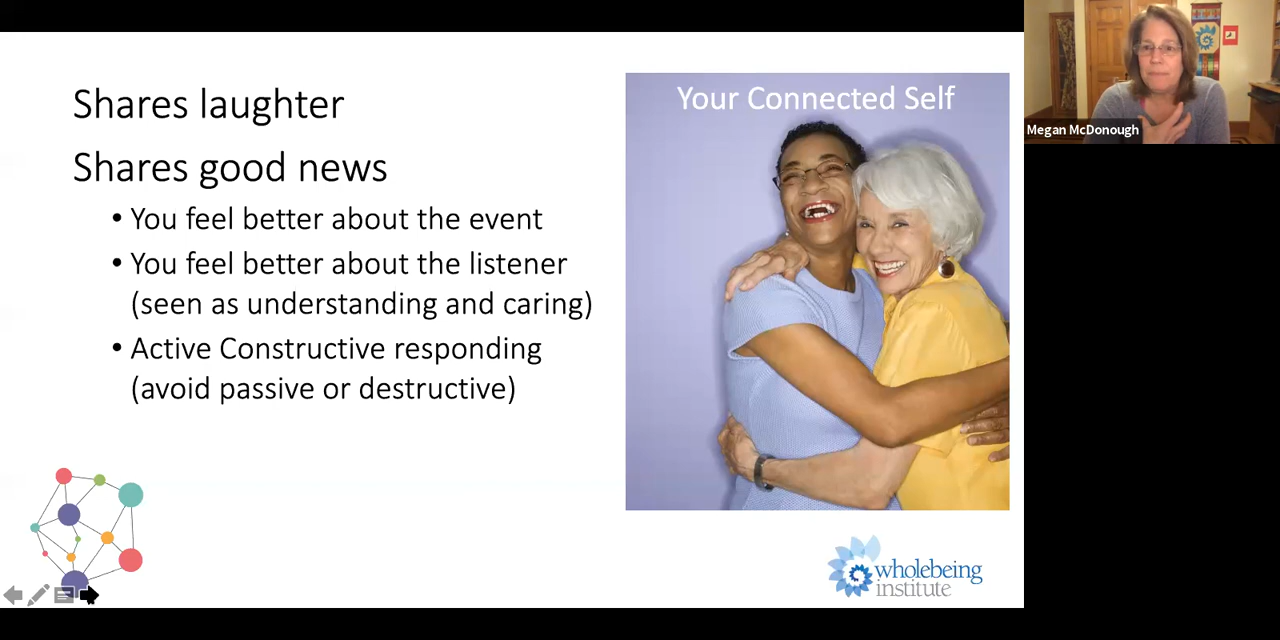 Shares laughter
Shares good news
• You feel better about the event
• You feel better about the listener
(seen as understanding and caring)
• Active Constructive responding
(avoid passive or destructive)
Your Connected Self
wholebeing
institute
Megan McDonough